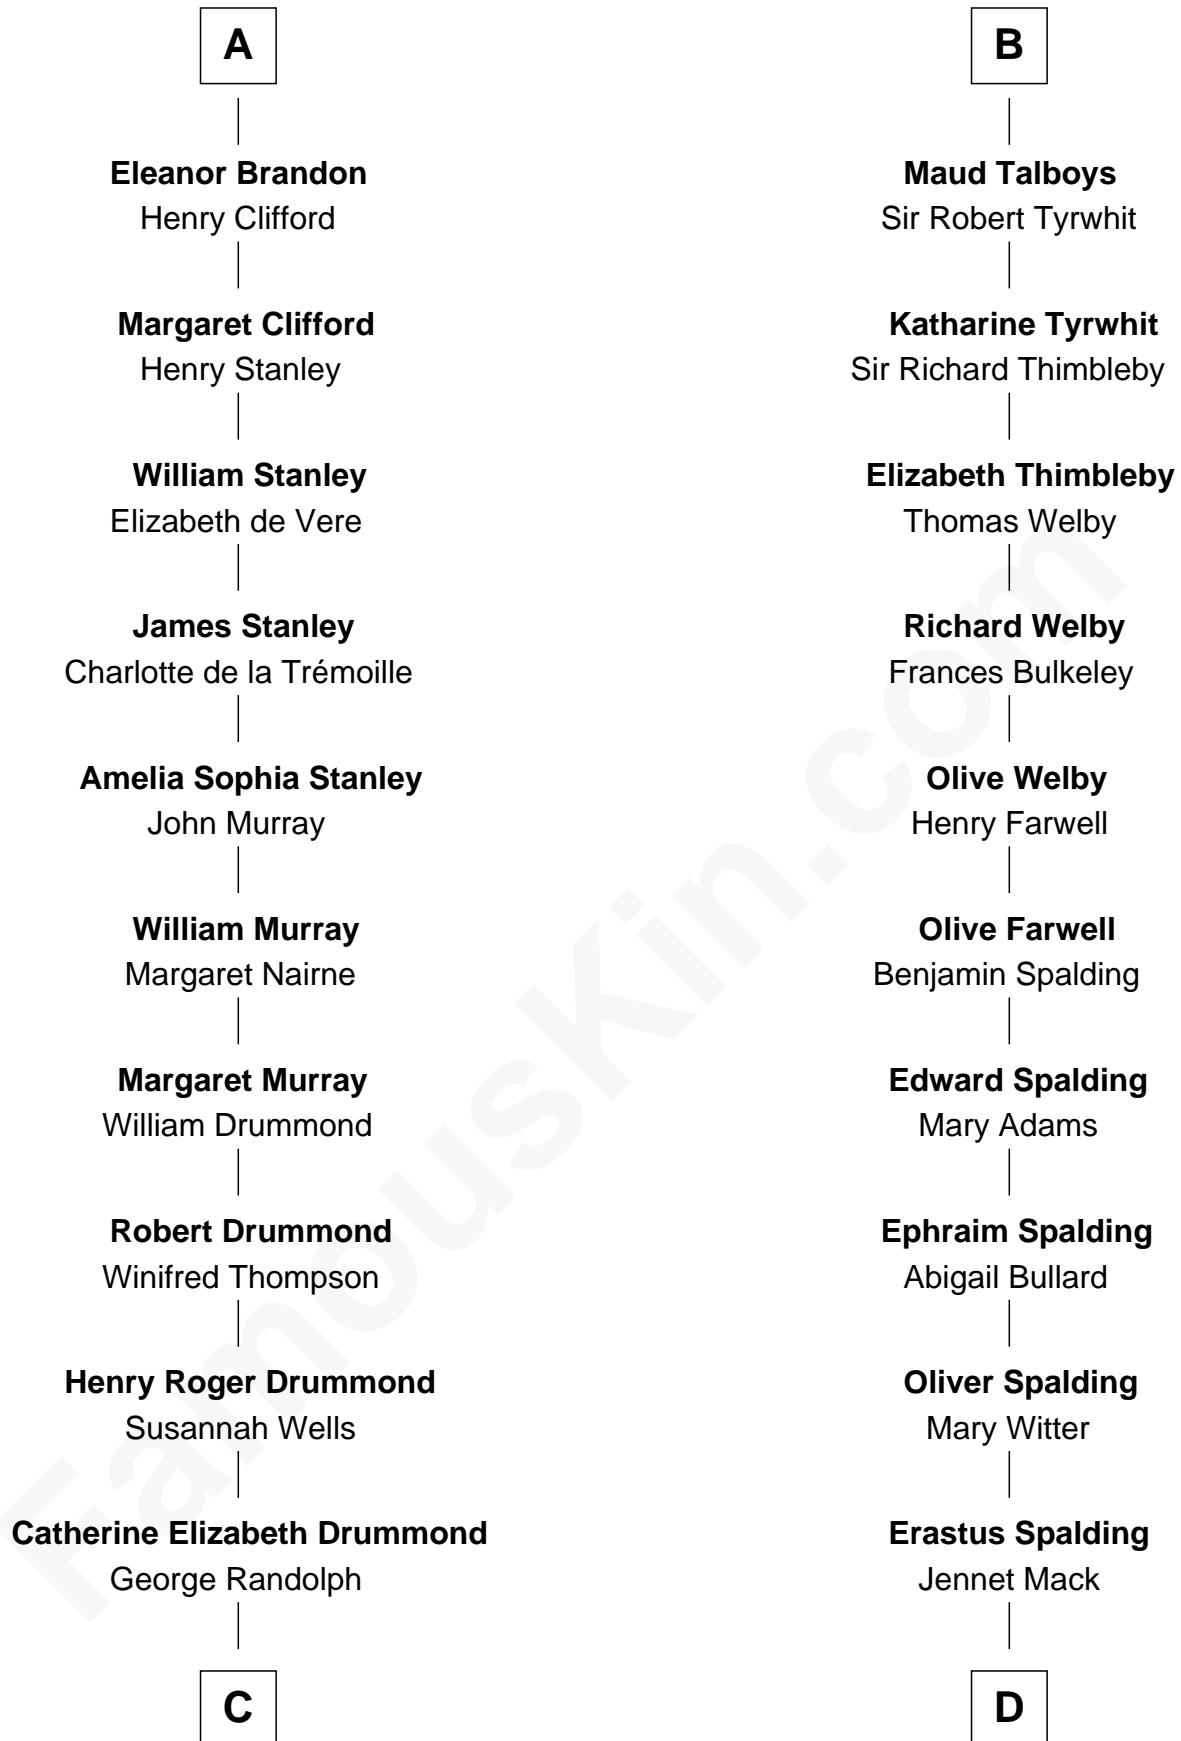 A
Eleanor Brandon
Henry Clifford
Margaret Clifford
Henry Stanley
William Stanley
Elizabeth de Vere
James Stanley
Charlotte de la Trémoille
Amelia Sophia Stanley
John Murray
William Murray
Margaret Nairne
Margaret Murray
William Drummond
Robert Drummond
Winifred Thompson
Henry Roger Drummond
Susannah Wells
Catherine Elizabeth Drummond
George Randolph
C
B
Maud Talboys
Sir Robert Tyrwhit
Katharine Tyrwhit
Sir Richard Thimbleby
Elizabeth Thimbleby
Thomas Welby
Richard Welby
Frances Bulkeley
Olive Welby
Henry Farwell
Olive Farwell
Benjamin Spalding
Edward Spalding
Mary Adams
Ephraim Spalding
Abigail Bullard
Oliver Spalding
Mary Witter
Erastus Spalding
Jennet Mack
D
FamousKin.com